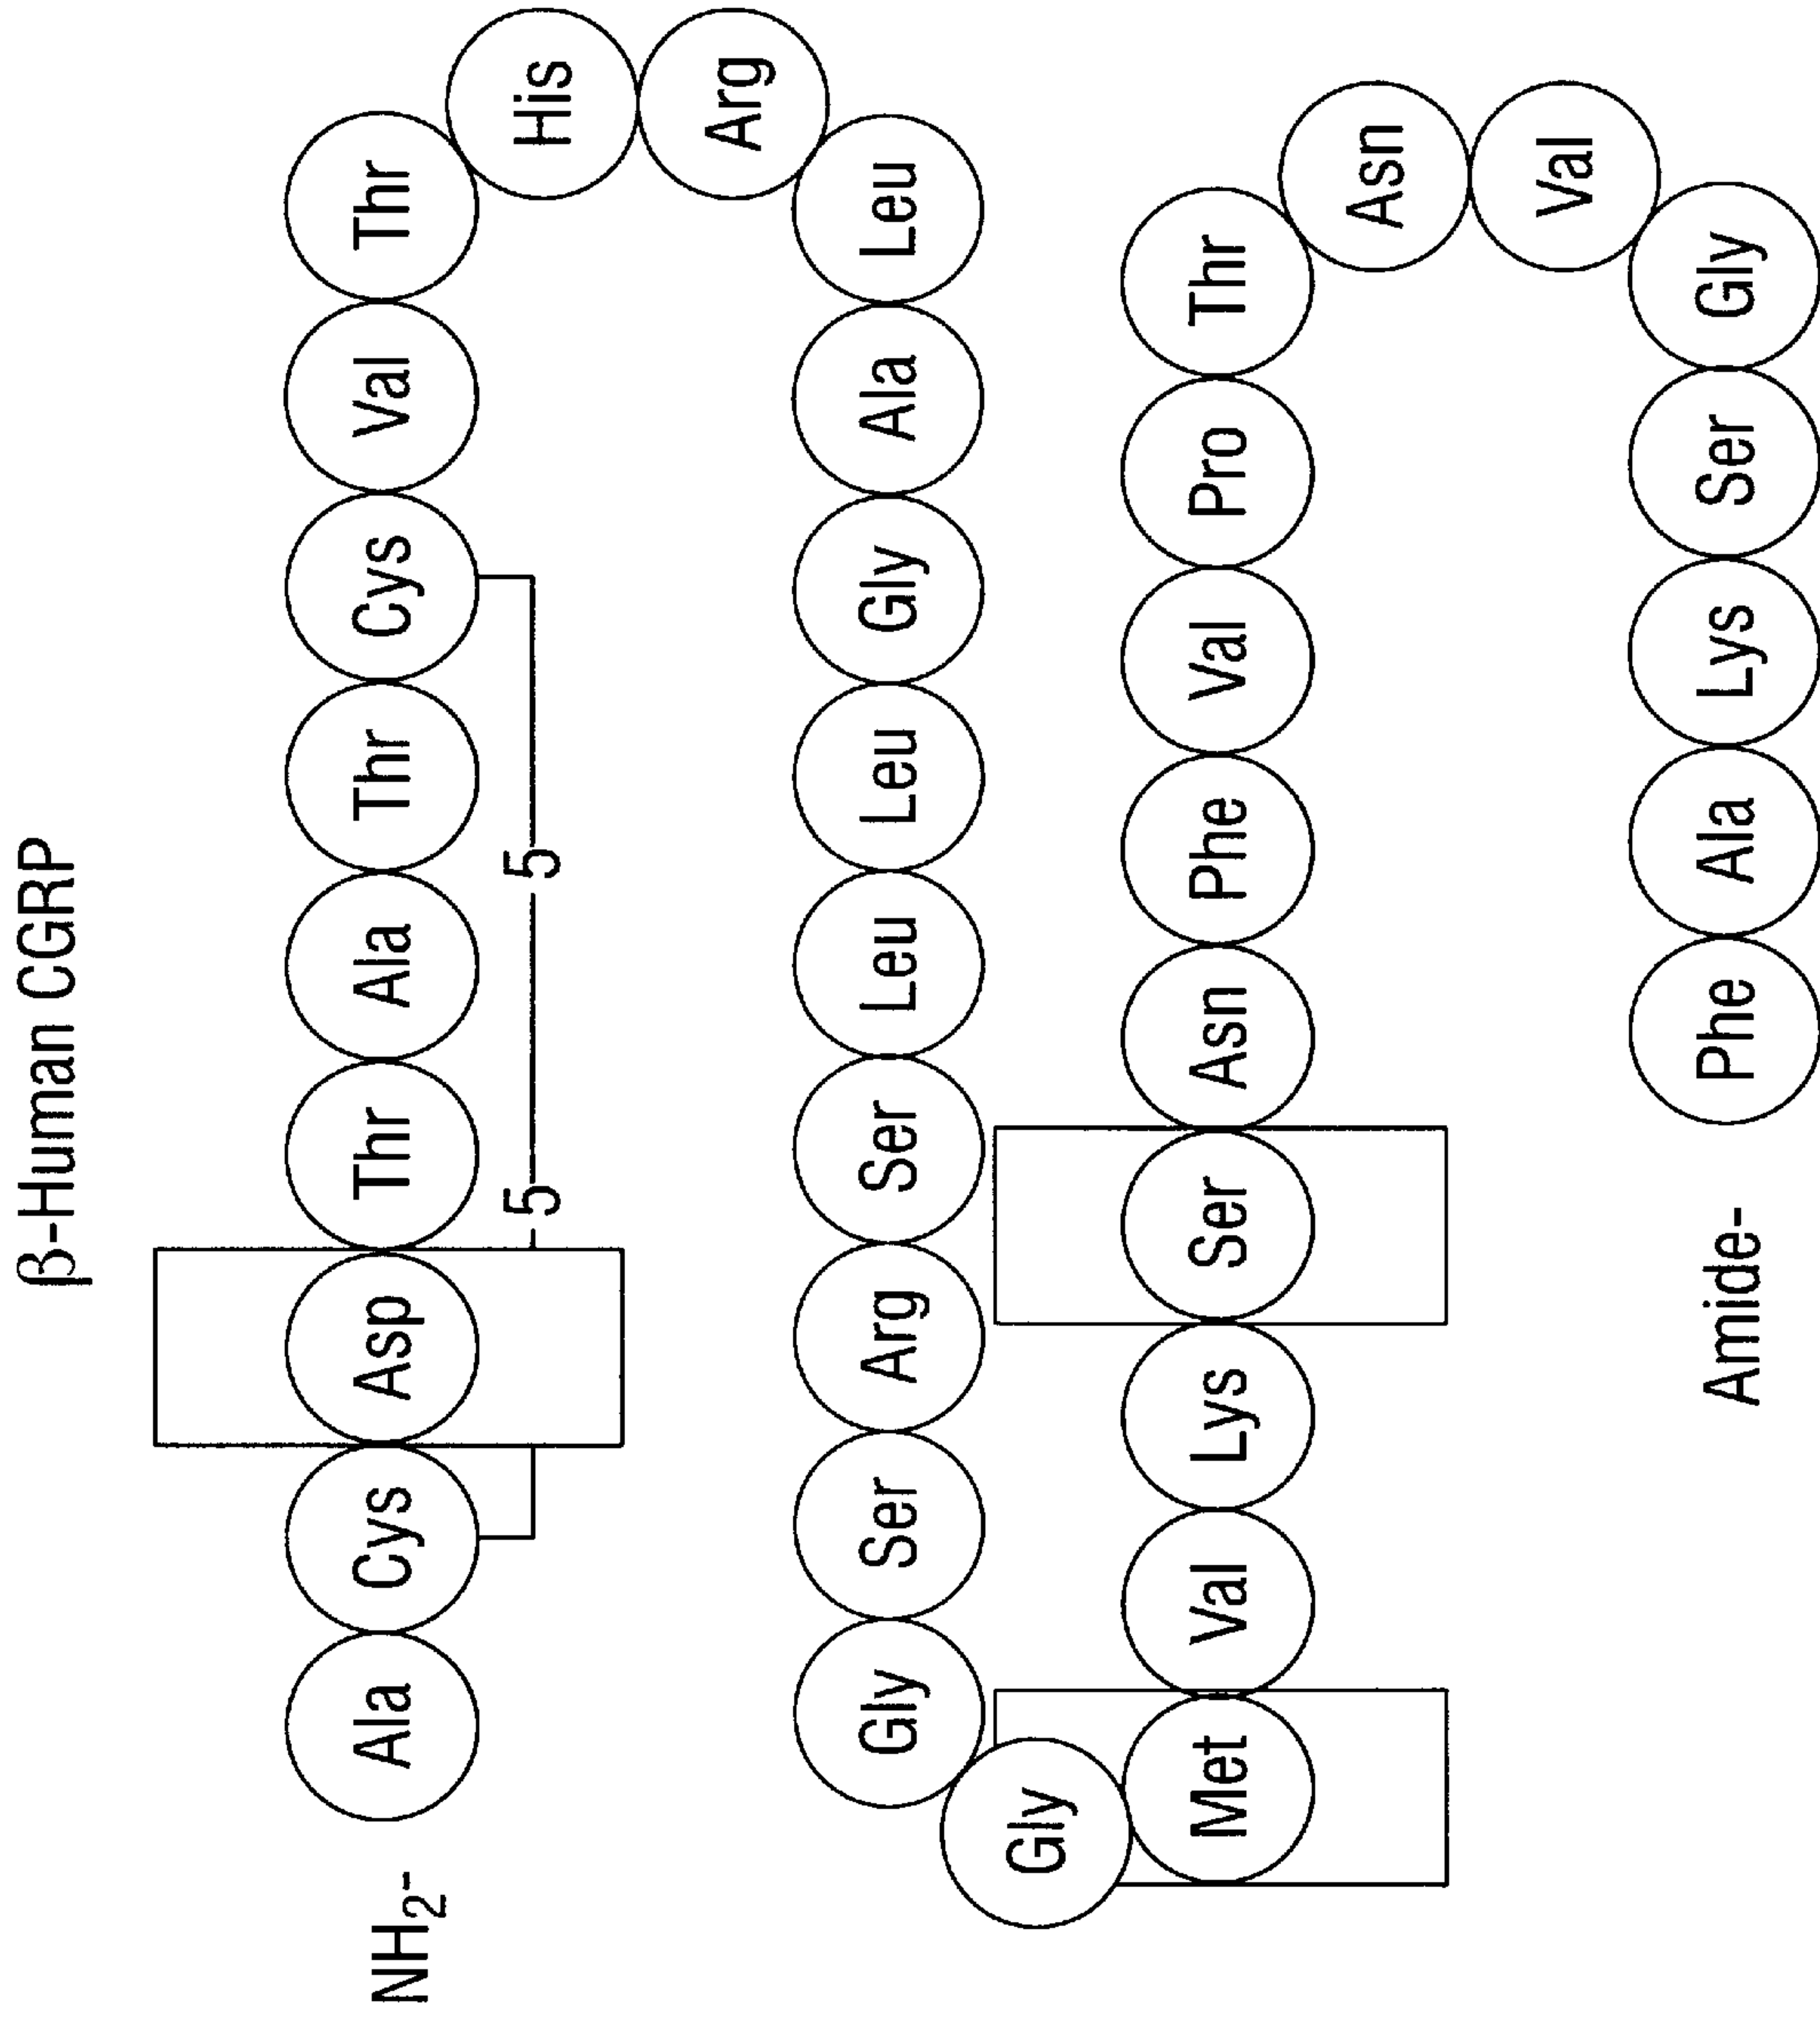 β-Human CGRP
NH₂- Ala Cys Asp Thr Ala Thr Cys Val Thr
5 5
His
Arg
Gly Ser Arg Ser Leu Leu Gly Ala Leu
Gly
Met Val Lys Ser Asn Phe Val Pro Thr
Asn
Val
Amide- Phe Ala Lys Ser Gly